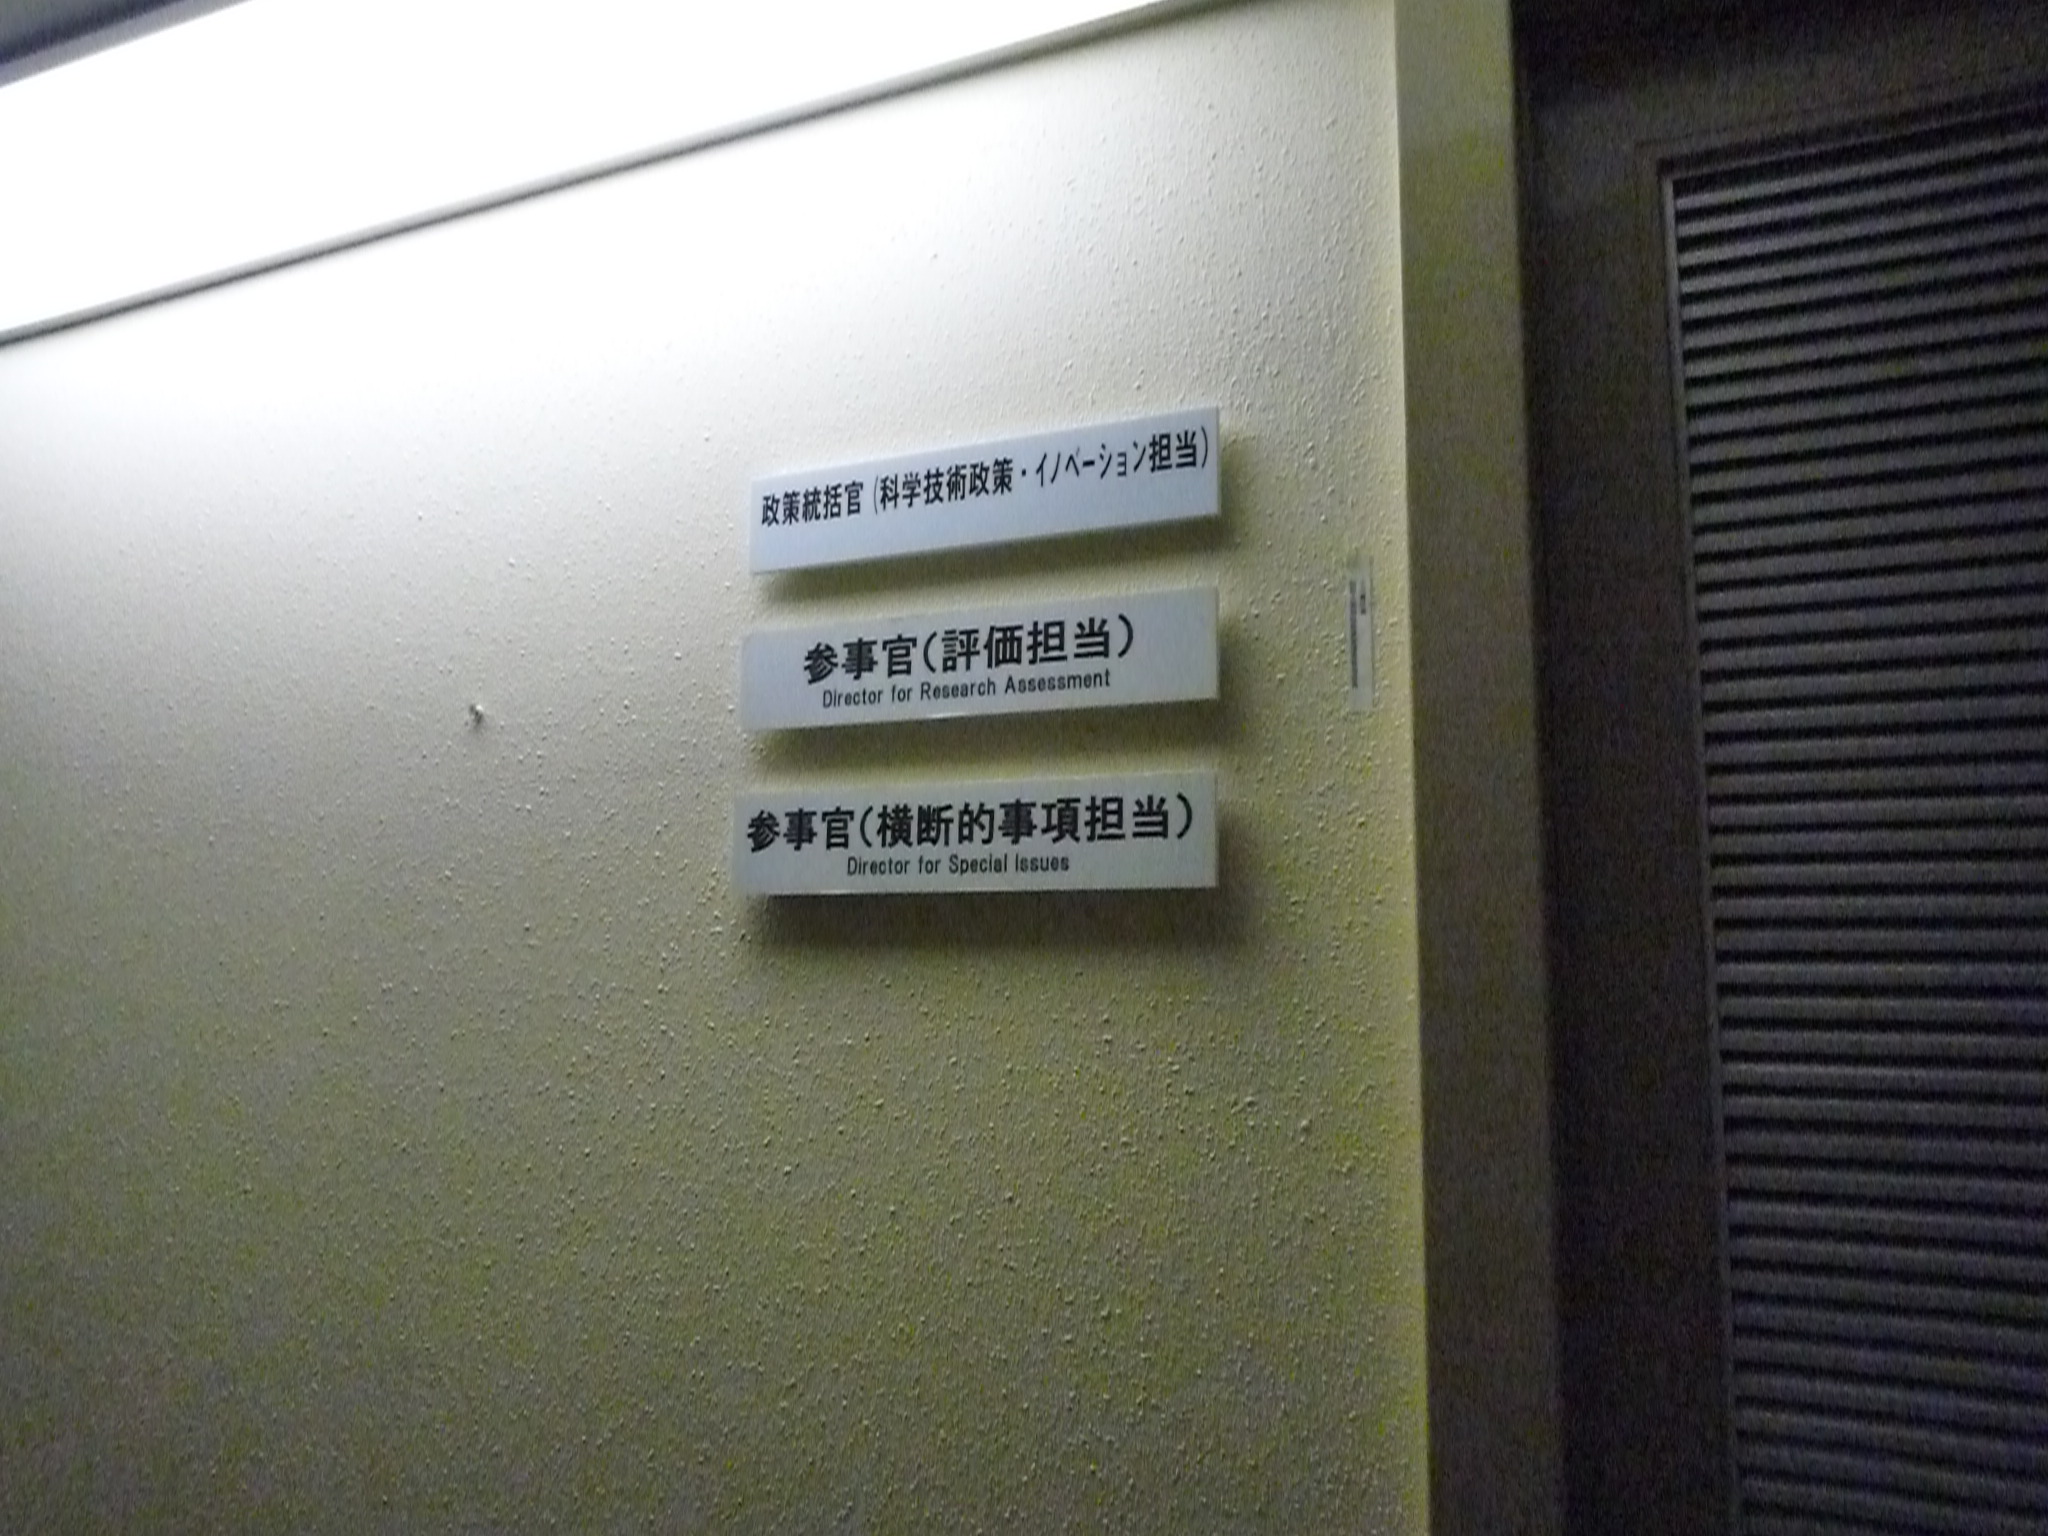 政策統括官(科学技術政策・イノベーション担当)
参事官(評価担当)
Director for Research Assessment
参事官(横断的事項担当)
Director for Special Issues